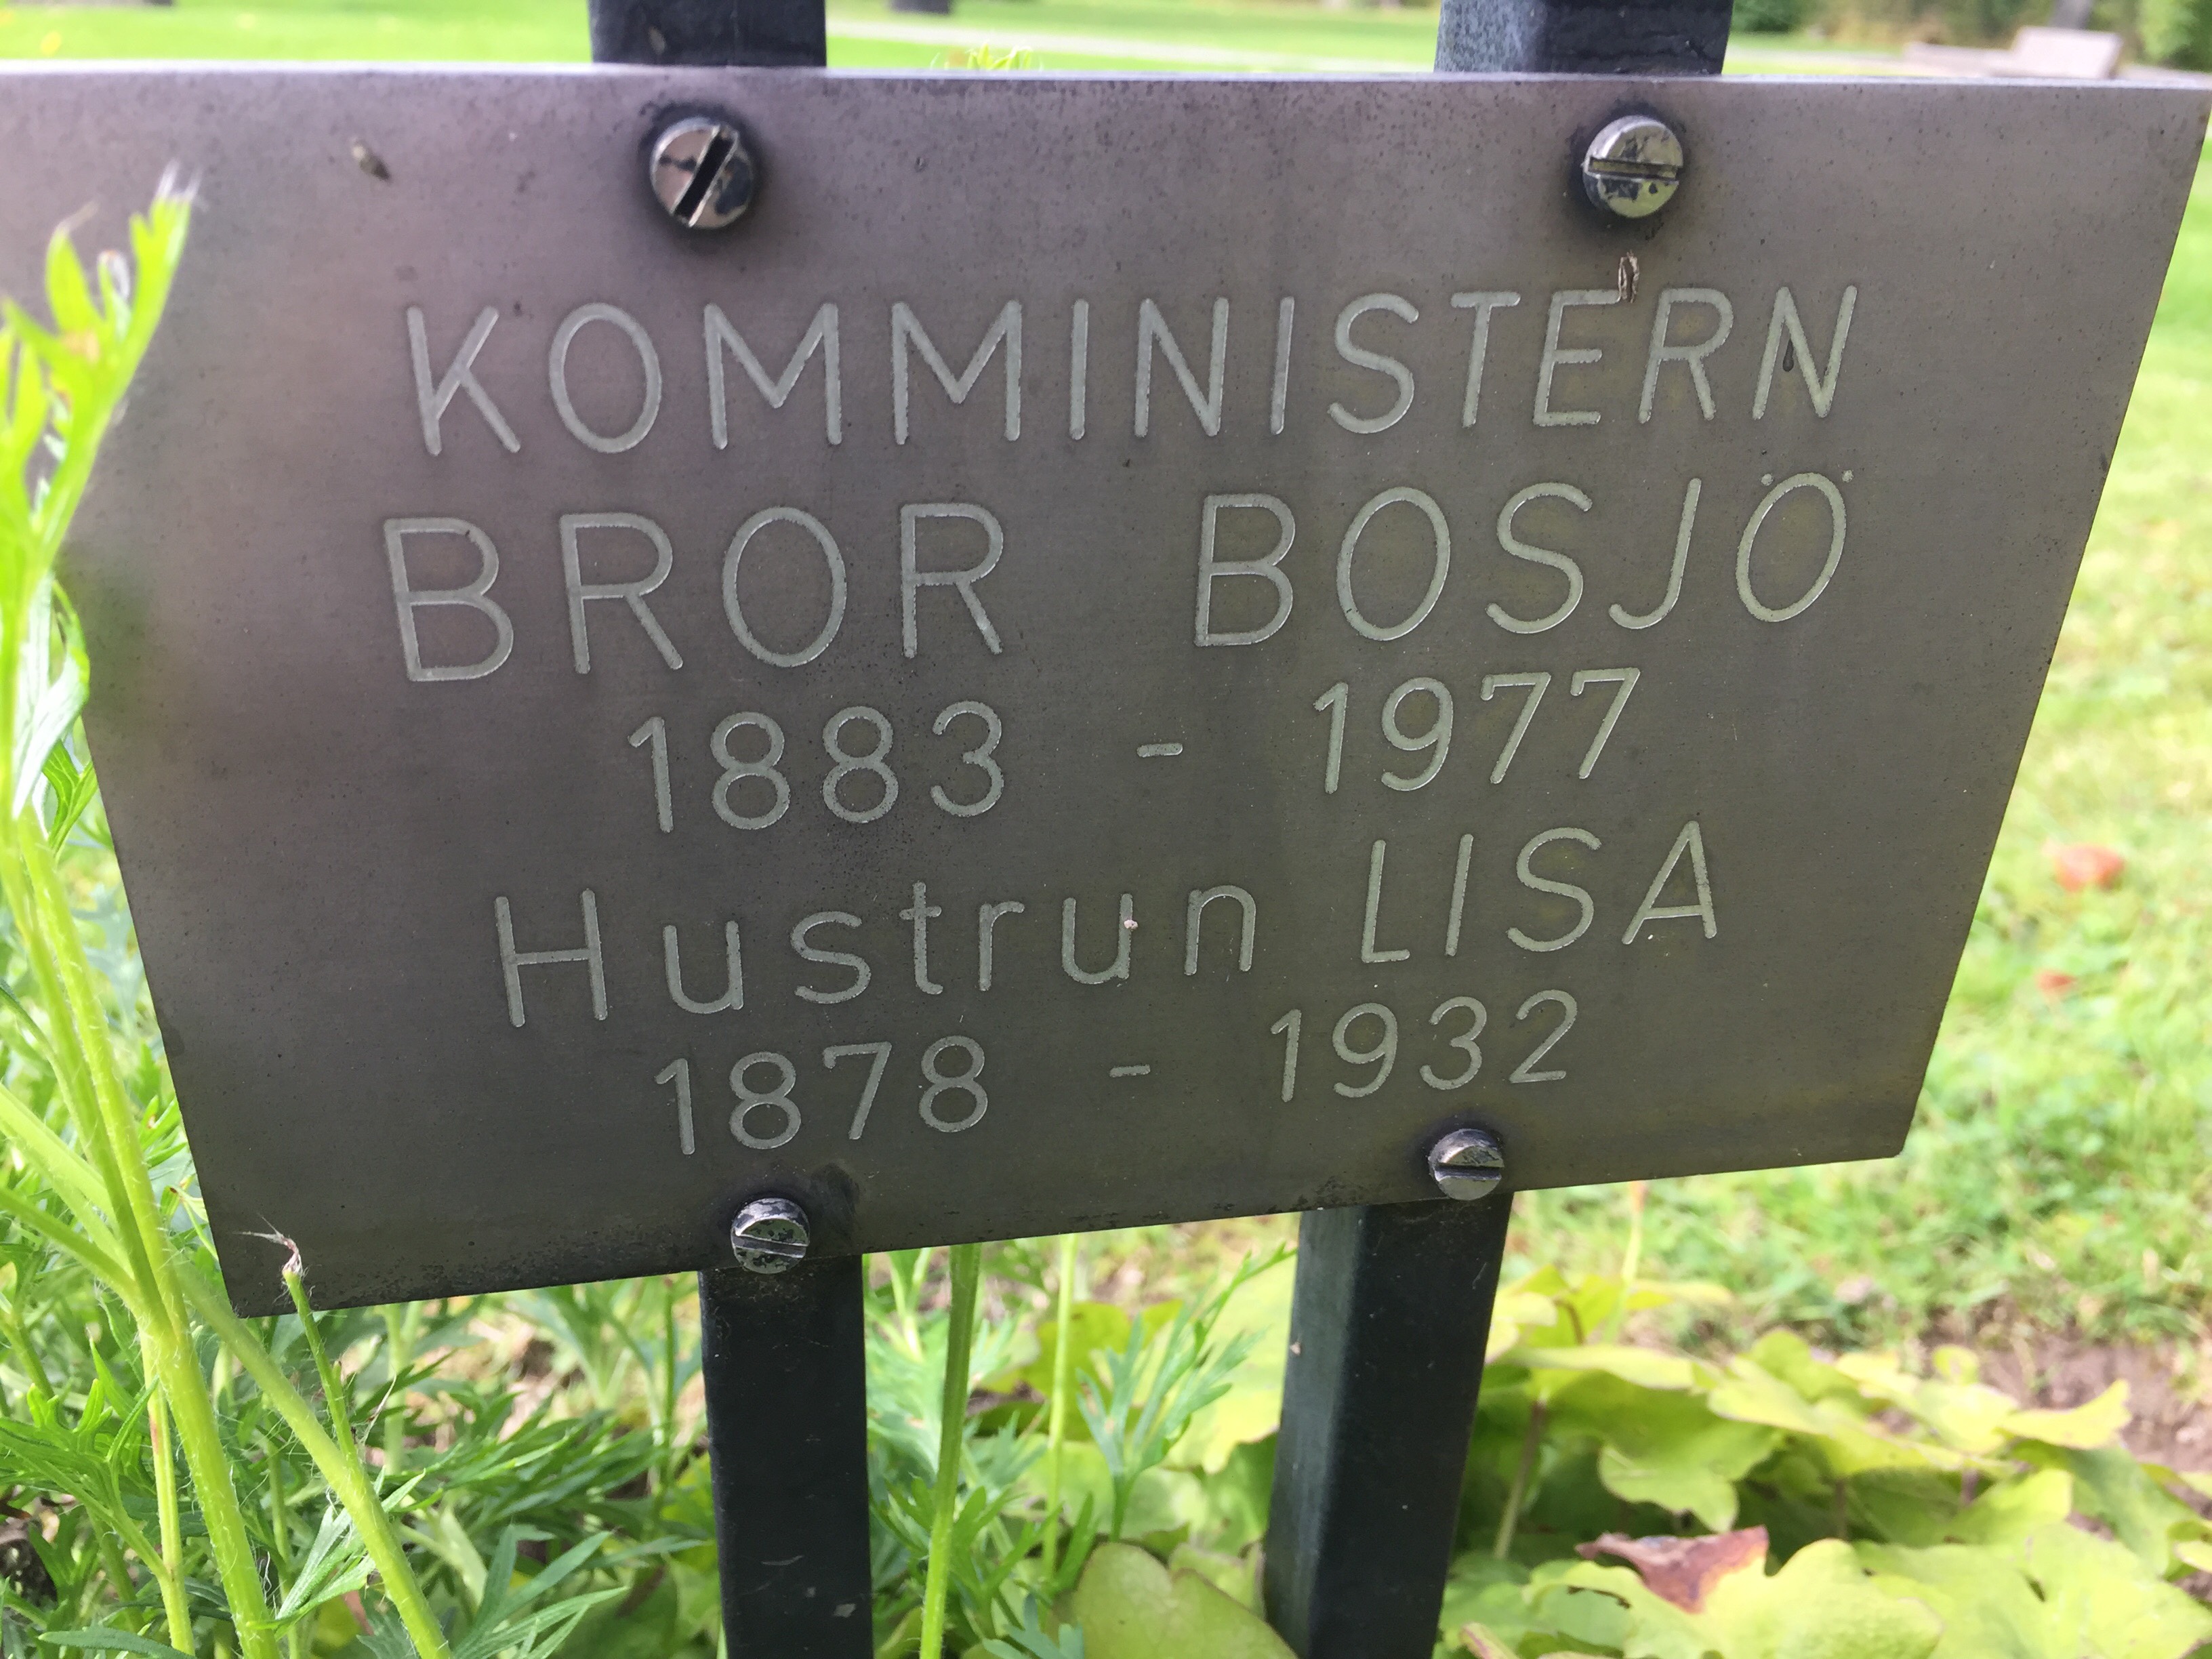 KOMMINISTERN
BROR BOSJÖ
1883 - 1977
Hustrun LISA
1878 - 1932